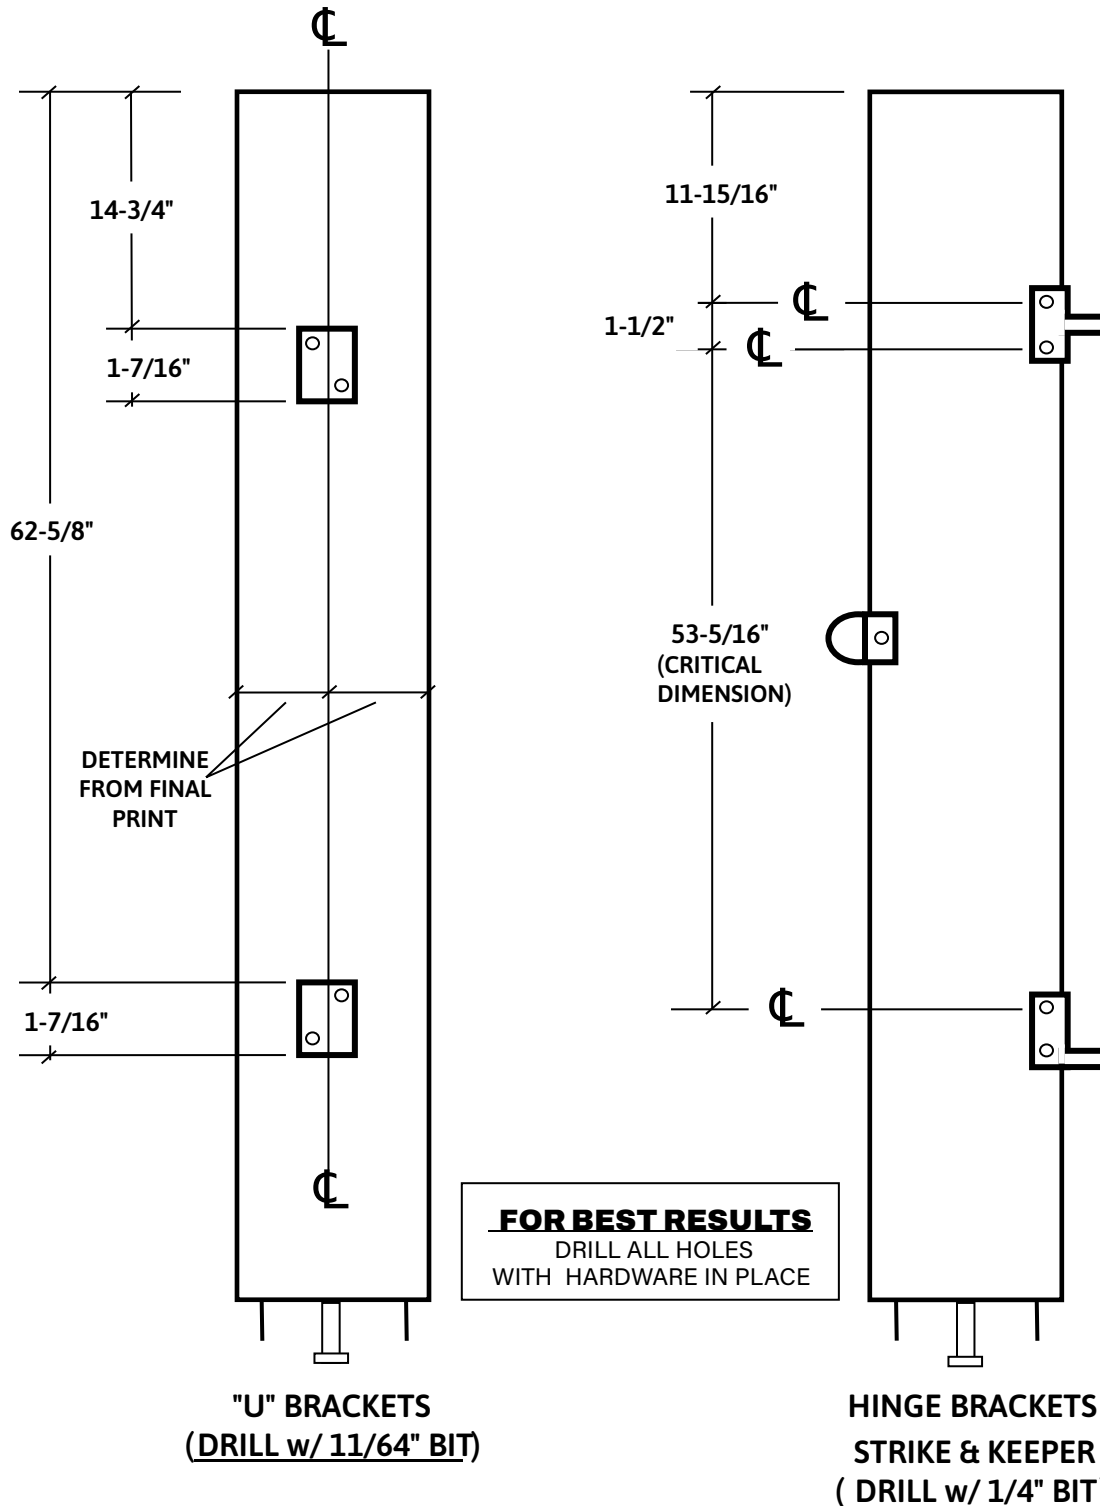 ℄
14-3/4"
1-7/16"
62-5/8"
DETERMINE
FROM FINAL
PRINT
1-7/16"
℄
"U" BRACKETS
(DRILL w/ 11/64" BIT)
11-15/16"
℄
1-1/2"
℄
53-5/16"
(CRITICAL
DIMENSION)
℄
FOR BEST RESULTS
DRILL ALL HOLES
WITH HARDWARE IN PLACE
HINGE BRACKETS
STRIKE & KEEPER
( DRILL w/ 1/4" BIT)